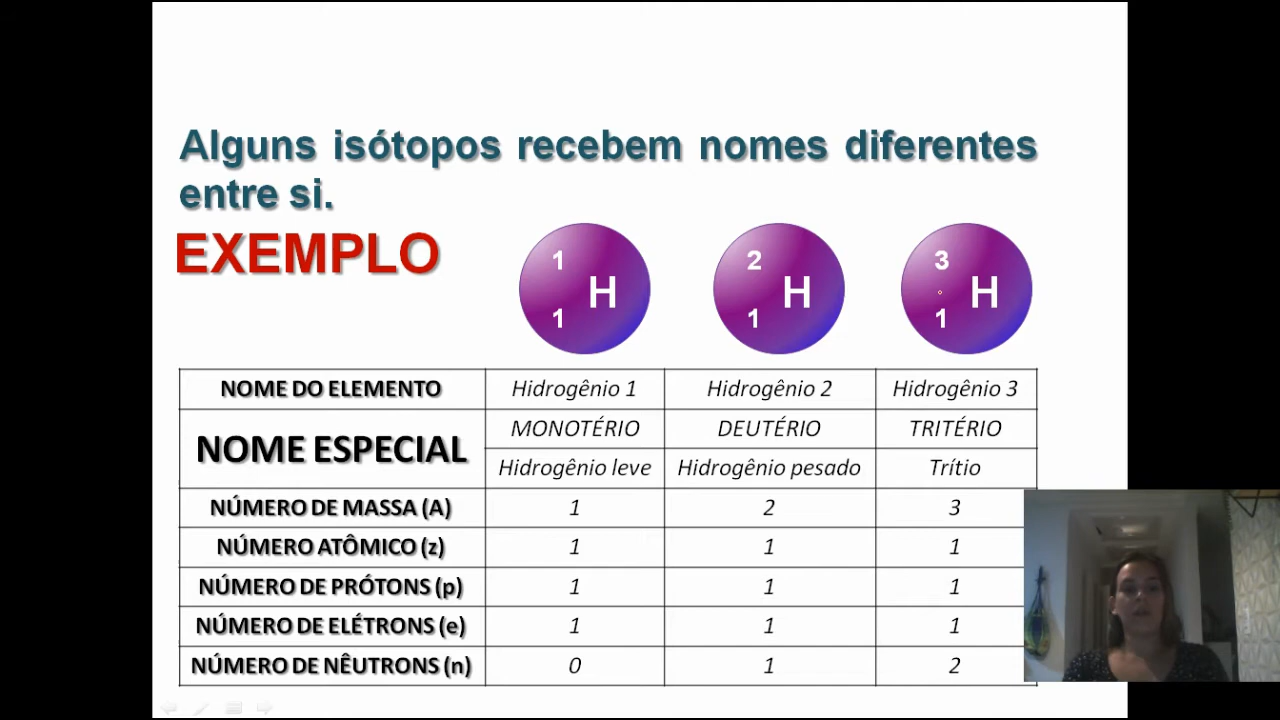 Alguns isótopos recebem nomes diferentes
entre si.
EXEMPLO
1 2 3
H H H
1 1 1
NOME DO ELEMENTO Hidrogênio 1 Hidrogênio 2 Hidrogênio 3
NOME ESPECIAL MONOTÉRIO DEUTÉRIO TRITÉRIO
Hidrogênio leve Hidrogênio pesado Trítio
NÚMERO DE MASSA (A) 1 2 3
NÚMERO ATÔMICO (z) 1 1 1
NÚMERO DE PRÓTONS (p) 1 1 1
NÚMERO DE ELÉTRONS (e) 1 1 1
NÚMERO DE NÊUTRONS (n) 0 1 2